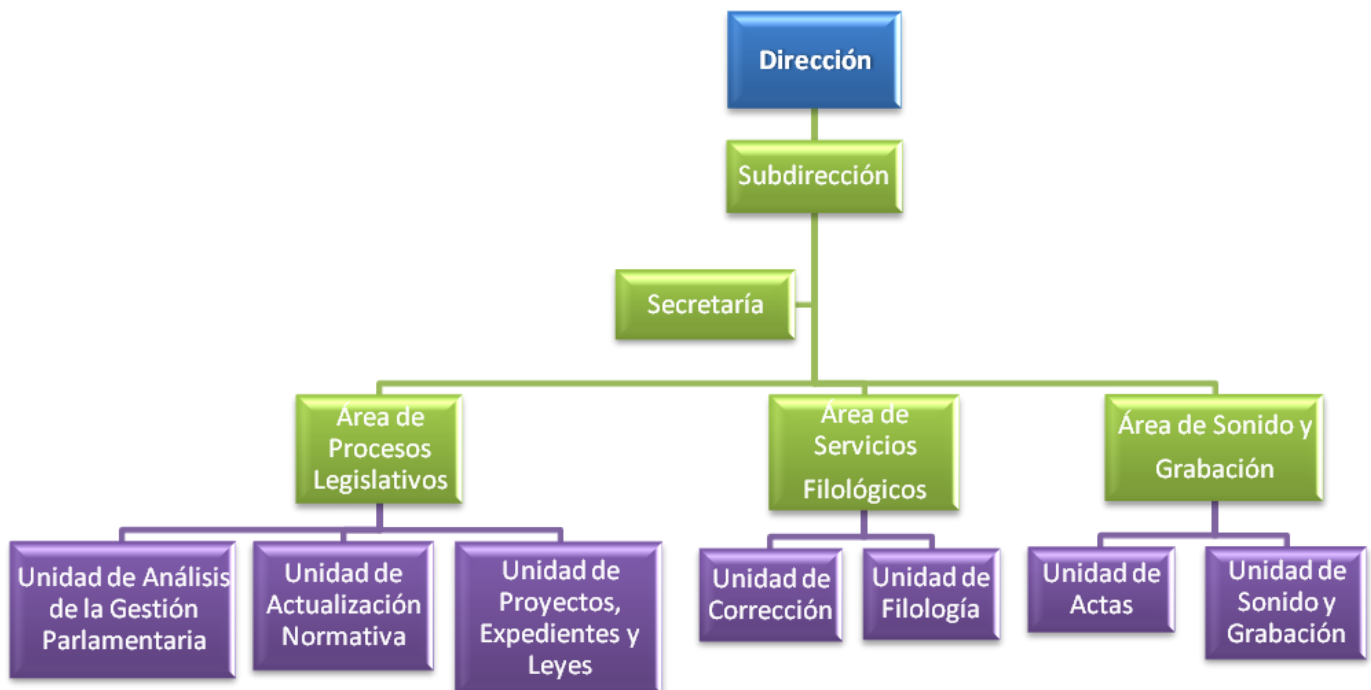 Dirección
Subdirección
Secretaría
Área de
Procesos
Legislativos
Área de
Servicios
Filológicos
Área de Sonido y
Grabación
Unidad de Análisis
de la Gestión
Parlamentaria
Unidad de
Actualización
Normativa
Unidad de
Proyectos,
Expedientes y
Leyes
Unidad de
Corrección
Unidad de
Filología
Unidad de
Actas
Unidad de
Sonido y
Grabación